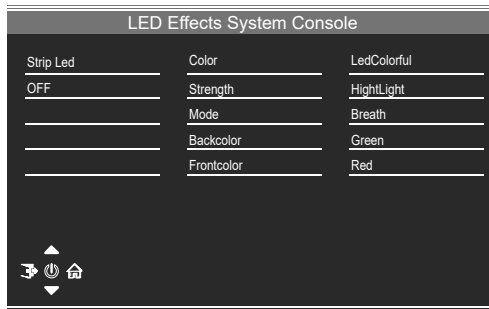 LED Effects System Console
Strip Led Color LedColorful
OFF Strength HightLight
Mode Breath
Backcolor Green
Frontcolor Red